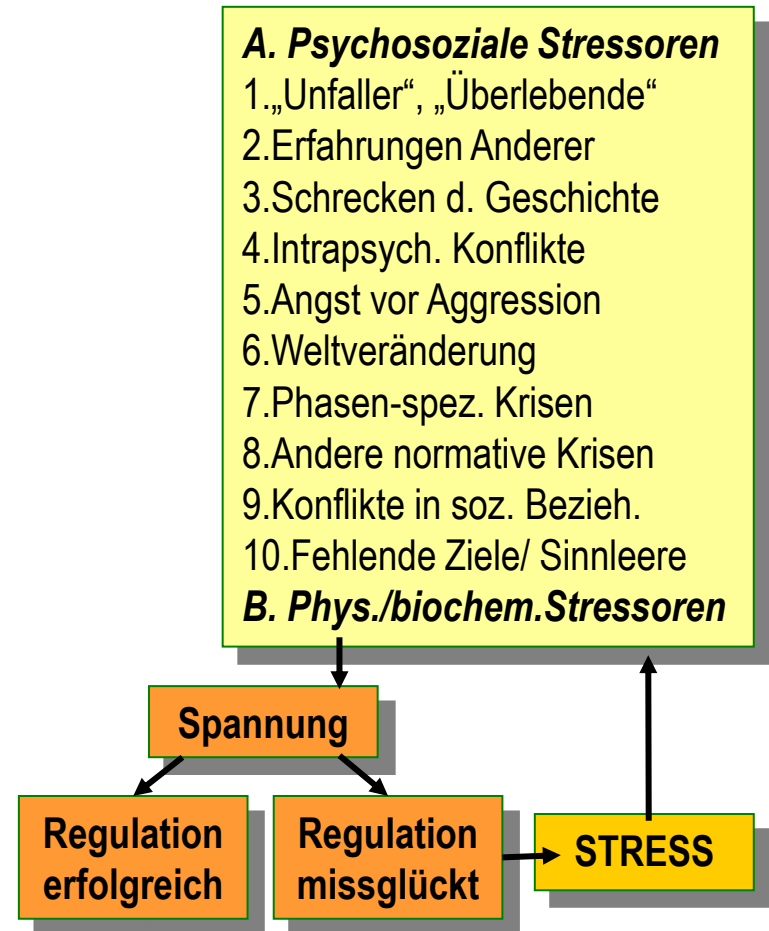 A. Psychosoziale Stressoren
1.„Unfaller“, „Überlebende“
2.Erfahrungen Anderer
3.Schrecken d. Geschichte
4.Intrapsych. Konflikte
5.Angst vor Aggression
6.Weltveränderung
7.Phasen-spez. Krisen
8.Andere normative Krisen
9.Konflikte in soz. Bezieh.
10.Fehlende Ziele/ Sinnleere
B. Phys./biochem.Stressoren
Spannung
Regulation
erfolgreich
Regulation
missglückt
STRESS